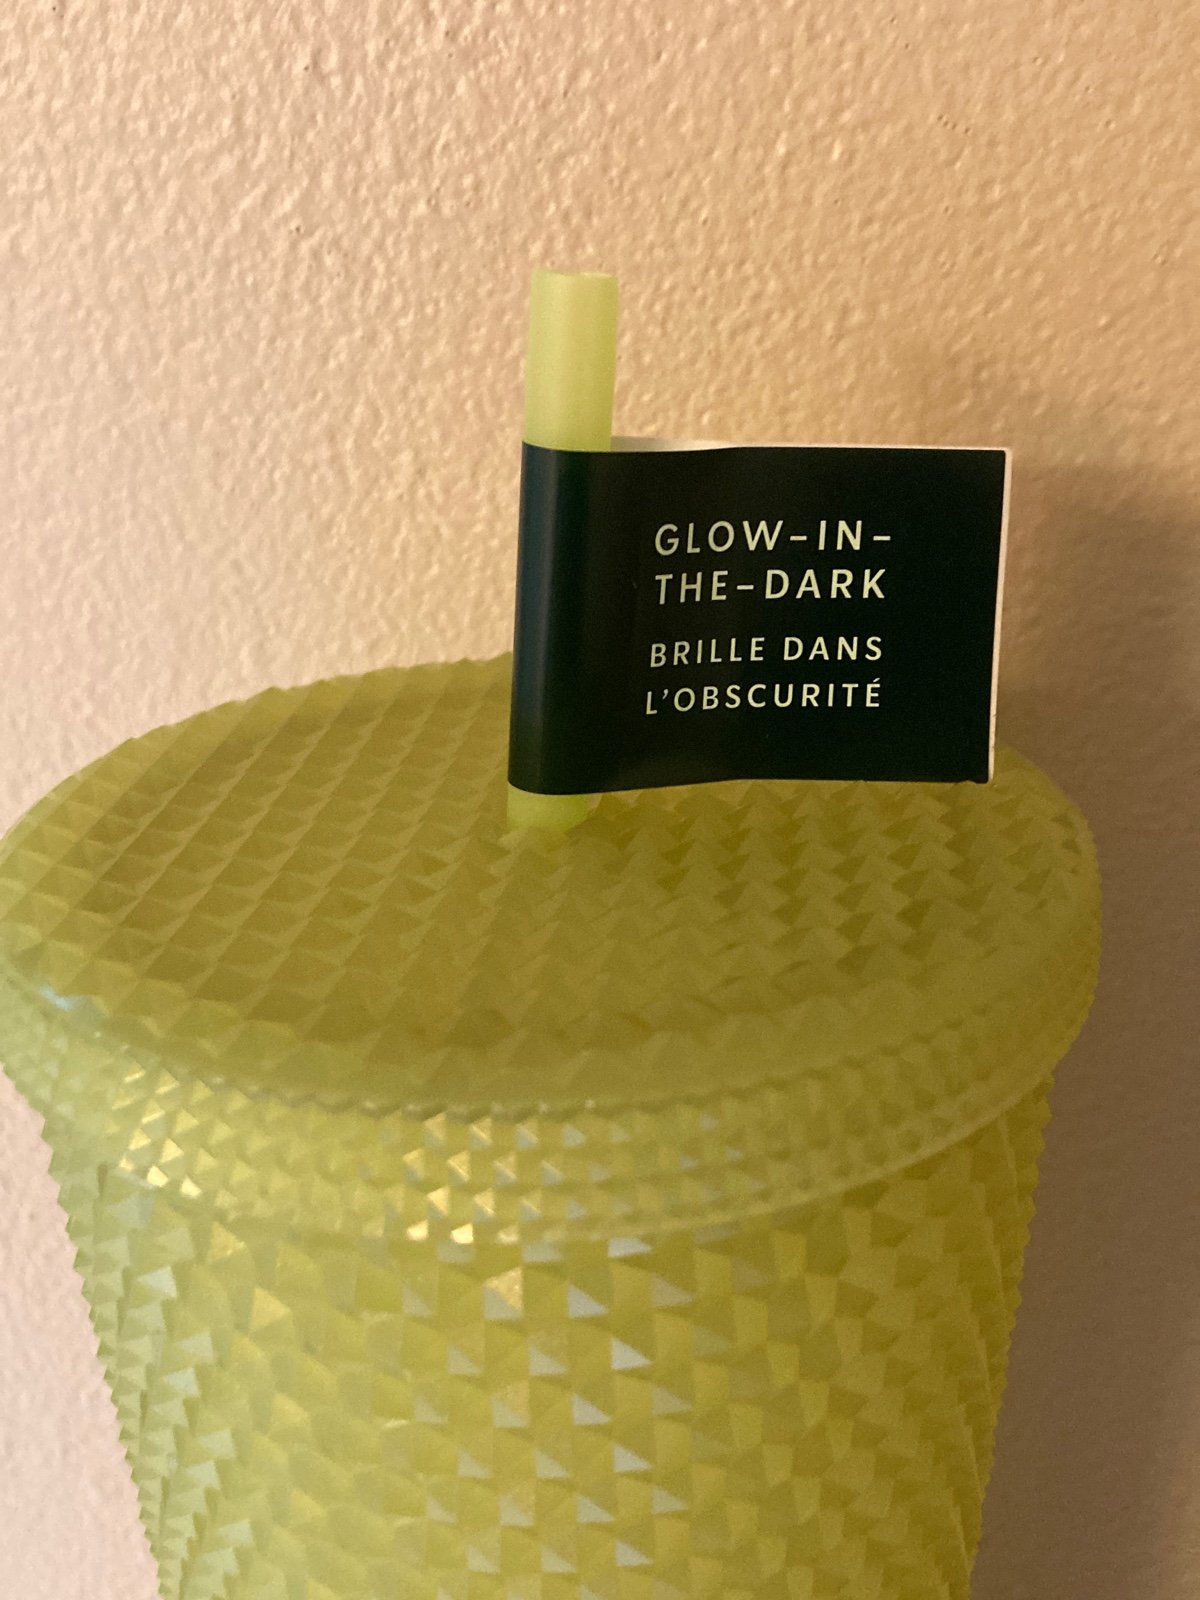 GLOW-IN-
THE-DARK
BRILLE DANS
L'OBSCURITÉ